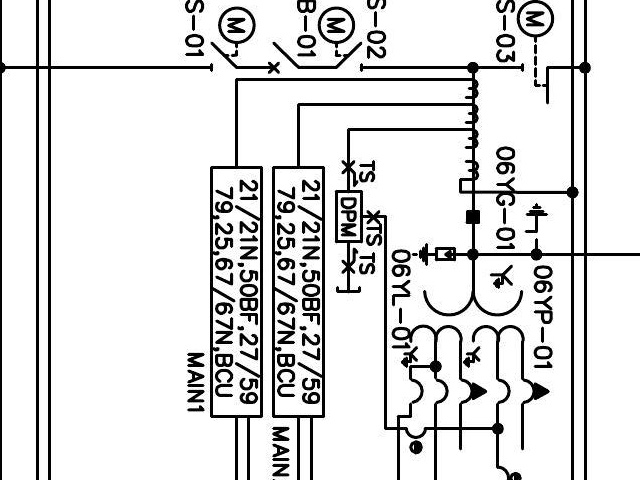 S-01
M
B-01
M
S-02
S-03
M
06YG-01
TS
DPM
TS
TS
06YL-01
06YP-01
21/21N,50BF,27/59
79,25,67/67N,BCU
MAIN1
21/21N,50BF,27/59
79,25,67/67N,BCU
MAIN